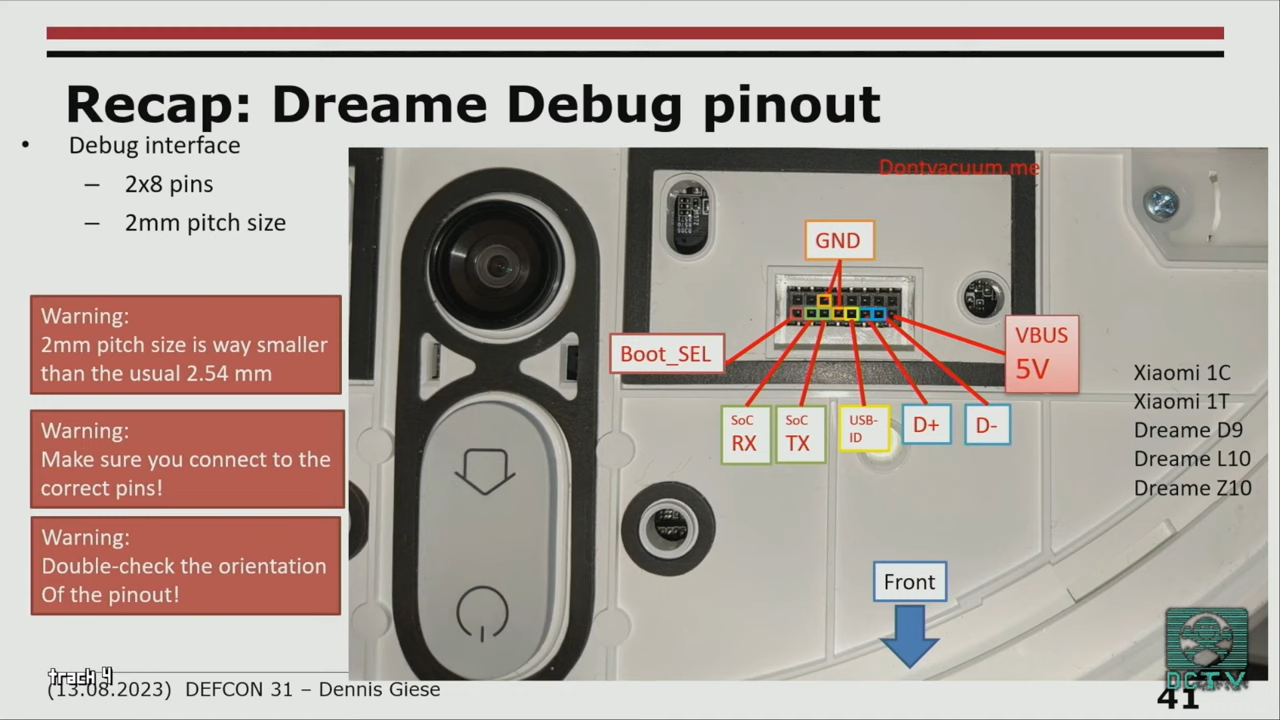 Recap: Dreame Debug pinout
• Debug interface
– 2x8 pins
– 2mm pitch size
Warning:
2mm pitch size is way smaller
than the usual 2.54 mm
Warning:
Make sure you connect to the
correct pins!
Warning:
Double-check the orientation
Of the pinout!
Dontvacuum.me
GND
Boot_SEL
VBUS
5V
SoC
RX
SoC
TX
USB-
ID
D+
D-
Xiaomi 1C
Xiaomi 1T
Dreame D9
Dreame L10
Dreame Z10
Front
track 4
(13.08.2023) DEFCON 31 – Dennis Giese
41
DCTV